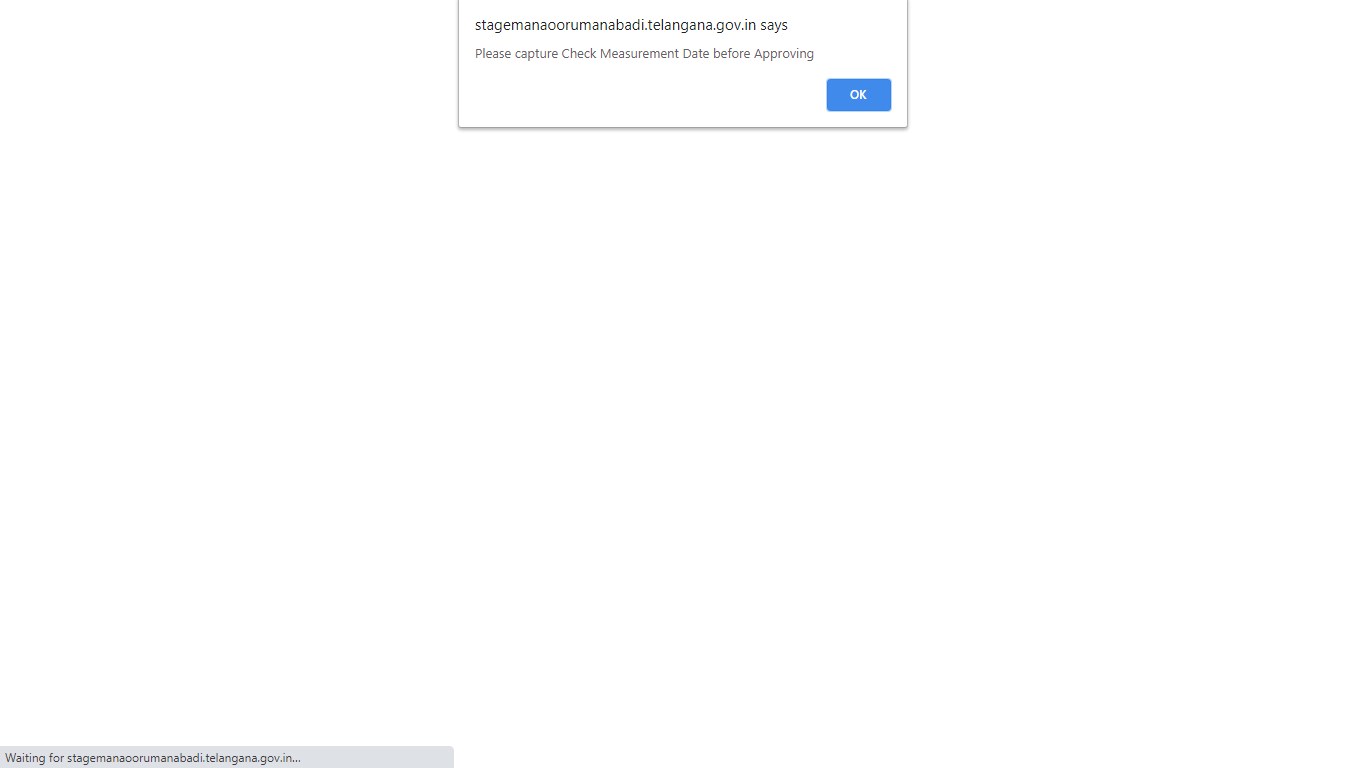 stagemanaoorumanabadi.telangana.gov.in says
Please capture Check Measurement Date before Approving
OK
Waiting for stagemanaoorumanabadi.telangana.gov.in...